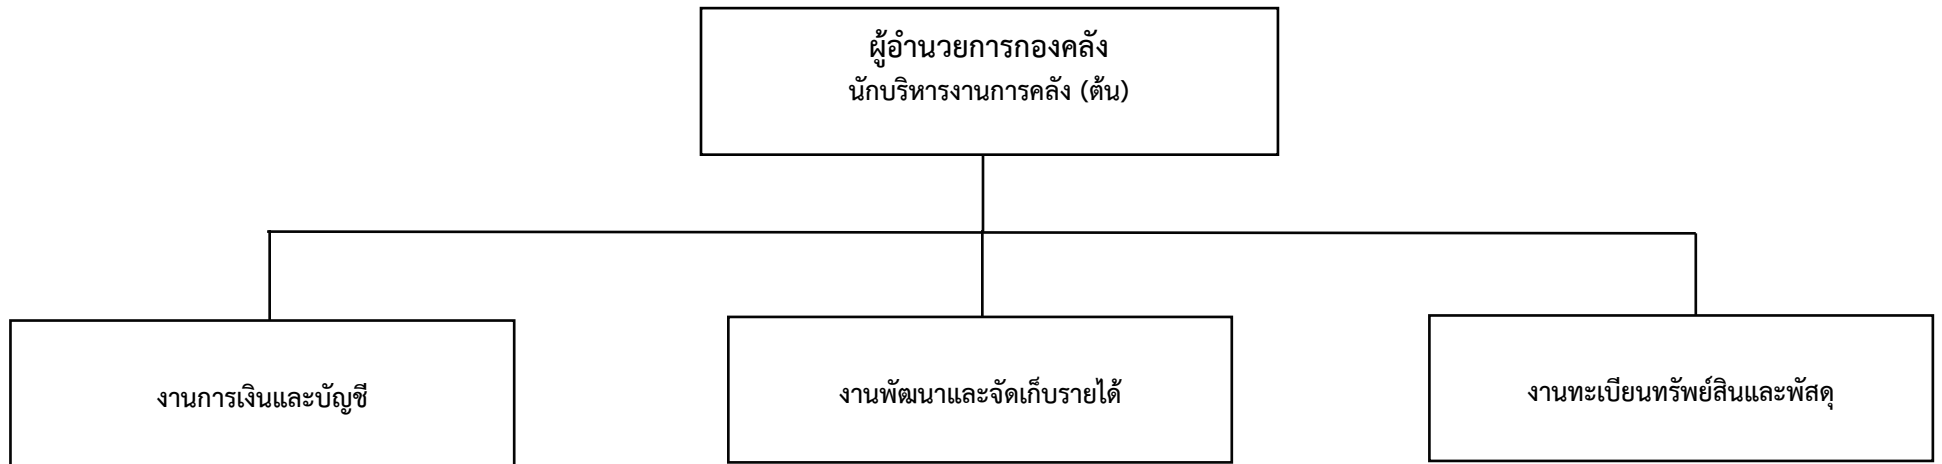 ผู้อำนวยการกองคลัง
นักบริหารงานการคลัง (ต้น)
งานการเงินและบัญชี
งานพัฒนาและจัดเก็บรายได้
งานทะเบียนทรัพย์สินและพัสดุ